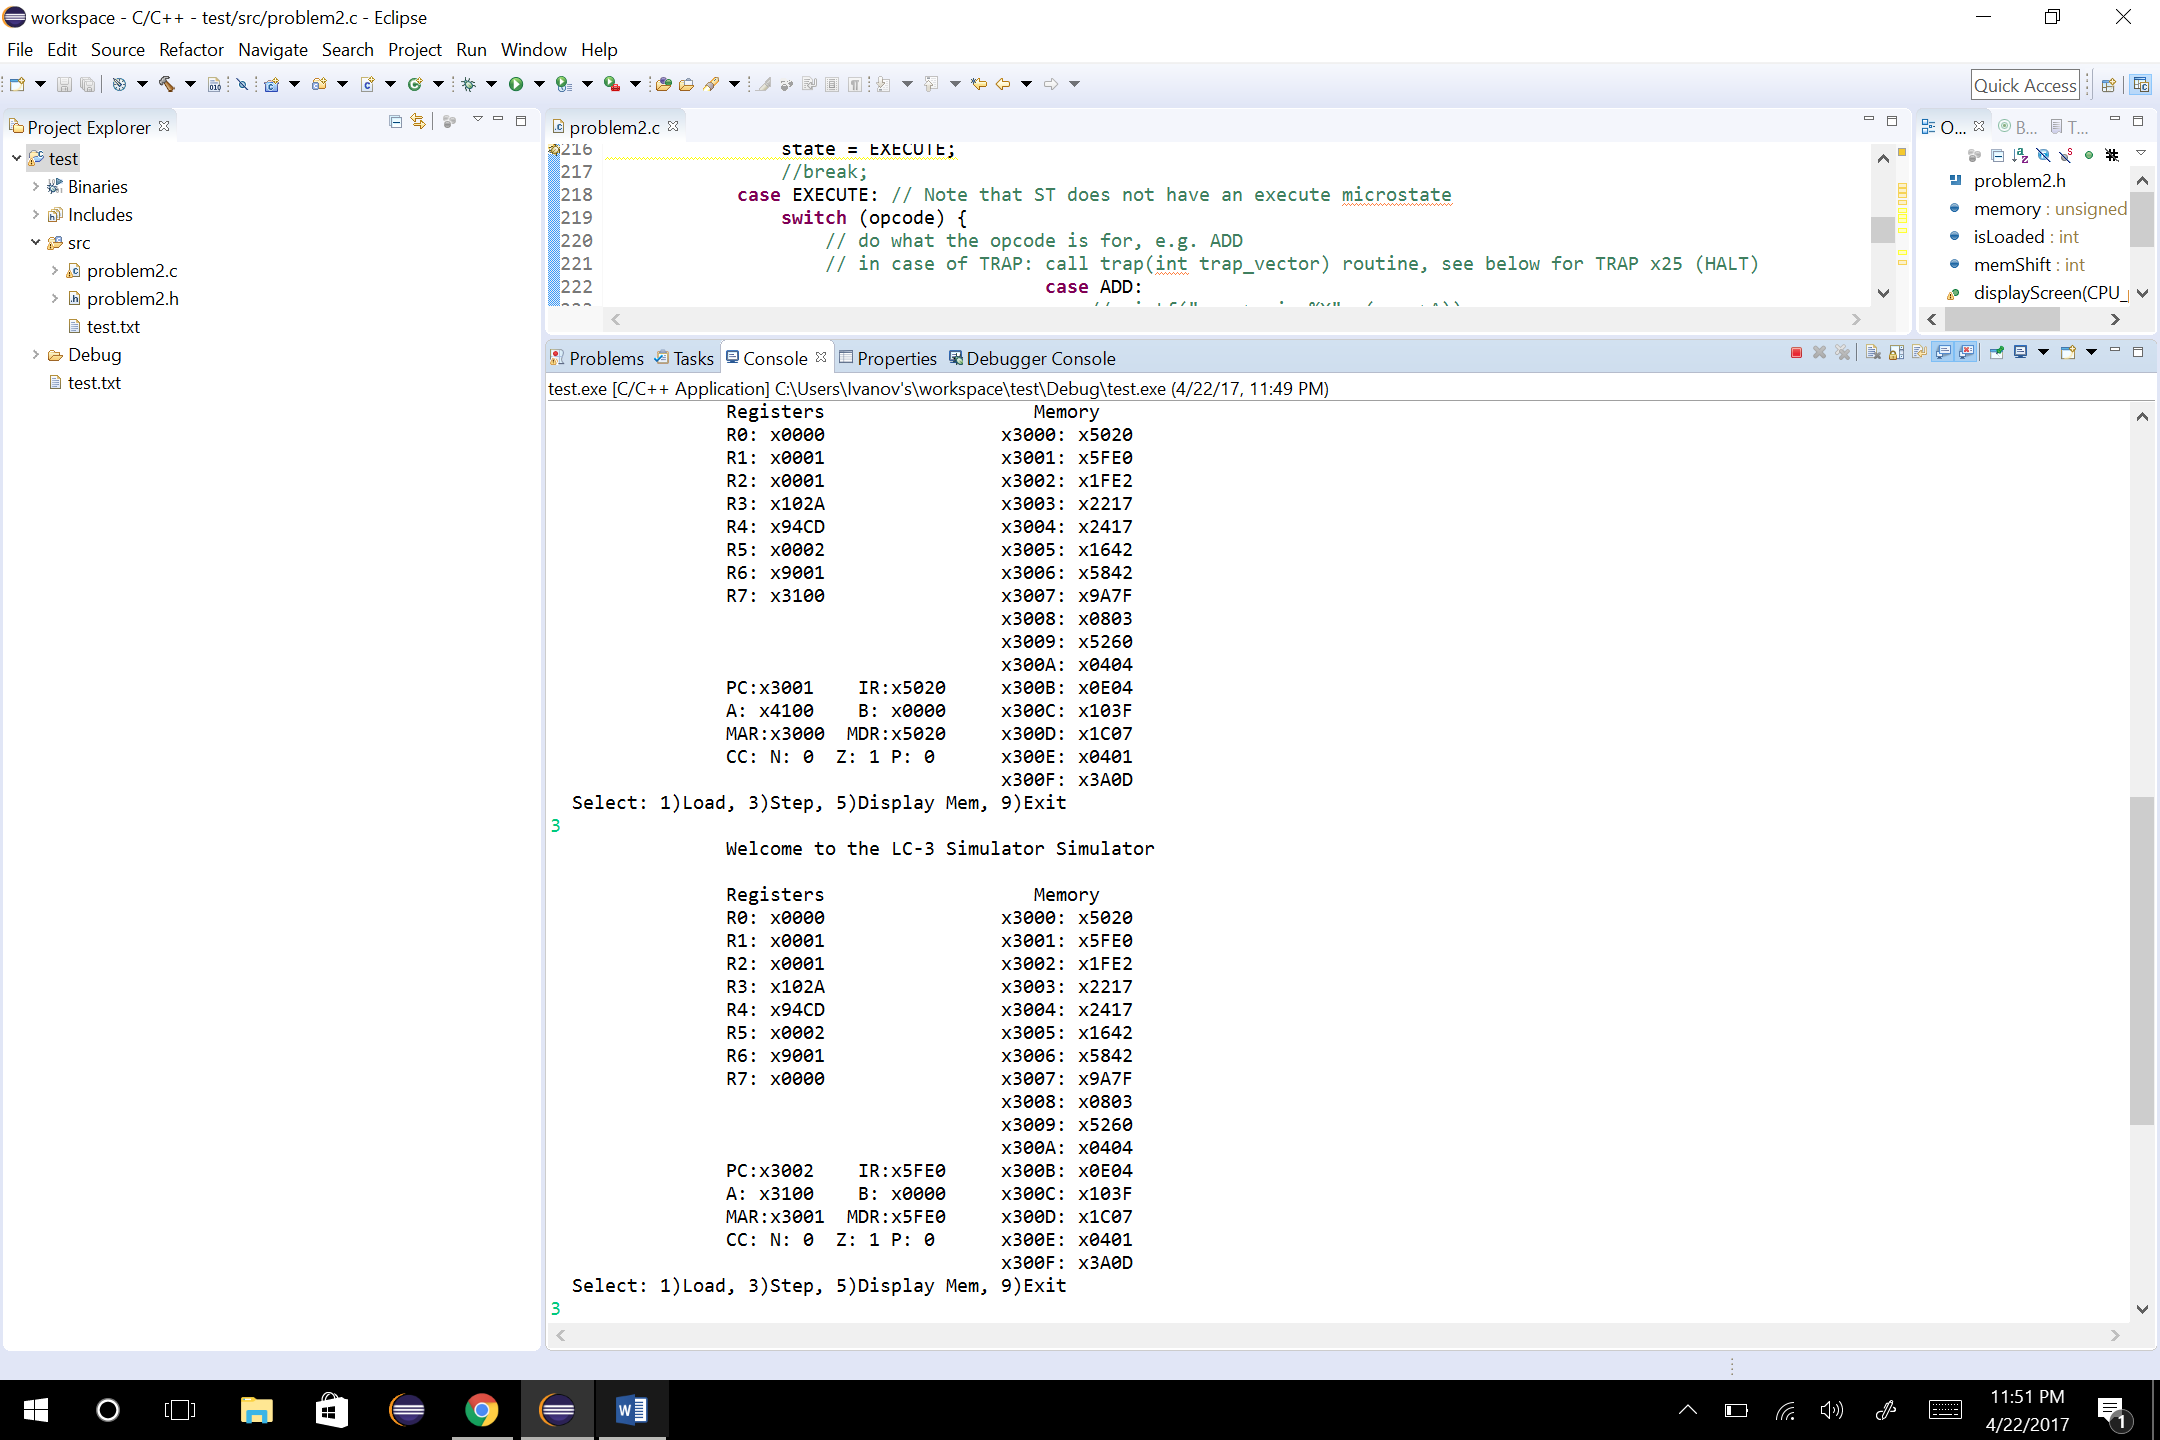 workspace - C/C++ - test/src/problem2.c - Eclipse
File Edit Source Refactor Navigate Search Project Run Window Help
Quick Access
Project Explorer
test
Binaries
Includes
src
problem2.c
problem2.h
test.txt
Debug
test.txt
problem2.c
216 state = EXECUTE;
217 //break;
218 case EXECUTE: // Note that ST does not have an execute microstate
219 switch (opcode) {
220 // do what the opcode is for, e.g. ADD
221 // in case of TRAP: call trap(int trap_vector) routine, see below for TRAP x25 (HALT)
222 case ADD:
O... B... T...
problem2.h
memory : unsigned
isLoaded : int
memShift : int
displayScreen(CPU_
Problems Tasks Console Properties Debugger Console
test.exe [C/C++ Application] C:\Users\Ivanov's\workspace\test\Debug\test.exe (4/22/17, 11:49 PM)
Registers Memory
R0: x0000 x3000: x5020
R1: x0001 x3001: x5FE0
R2: x0001 x3002: x1FE2
R3: x102A x3003: x2217
R4: x94CD x3004: x2417
R5: x0002 x3005: x1642
R6: x9001 x3006: x5842
R7: x3100 x3007: x9A7F
x3008: x0803
x3009: x5260
x300A: x0404
PC:x3001 IR:x5020 x300B: x0E04
A: x4100 B: x0000 x300C: x103F
MAR:x3000 MDR:x5020 x300D: x1C07
CC: N: 0 Z: 1 P: 0 x300E: x0401
x300F: x3A0D
Select: 1)Load, 3)Step, 5)Display Mem, 9)Exit
3
Welcome to the LC-3 Simulator Simulator
Registers Memory
R0: x0000 x3000: x5020
R1: x0001 x3001: x5FE0
R2: x0001 x3002: x1FE2
R3: x102A x3003: x2217
R4: x94CD x3004: x2417
R5: x0002 x3005: x1642
R6: x9001 x3006: x5842
R7: x0000 x3007: x9A7F
x3008: x0803
x3009: x5260
x300A: x0404
PC:x3002 IR:x5FE0 x300B: x0E04
A: x3100 B: x0000 x300C: x103F
MAR:x3001 MDR:x5FE0 x300D: x1C07
CC: N: 0 Z: 1 P: 0 x300E: x0401
x300F: x3A0D
Select: 1)Load, 3)Step, 5)Display Mem, 9)Exit
3
11:51 PM
4/22/2017
1